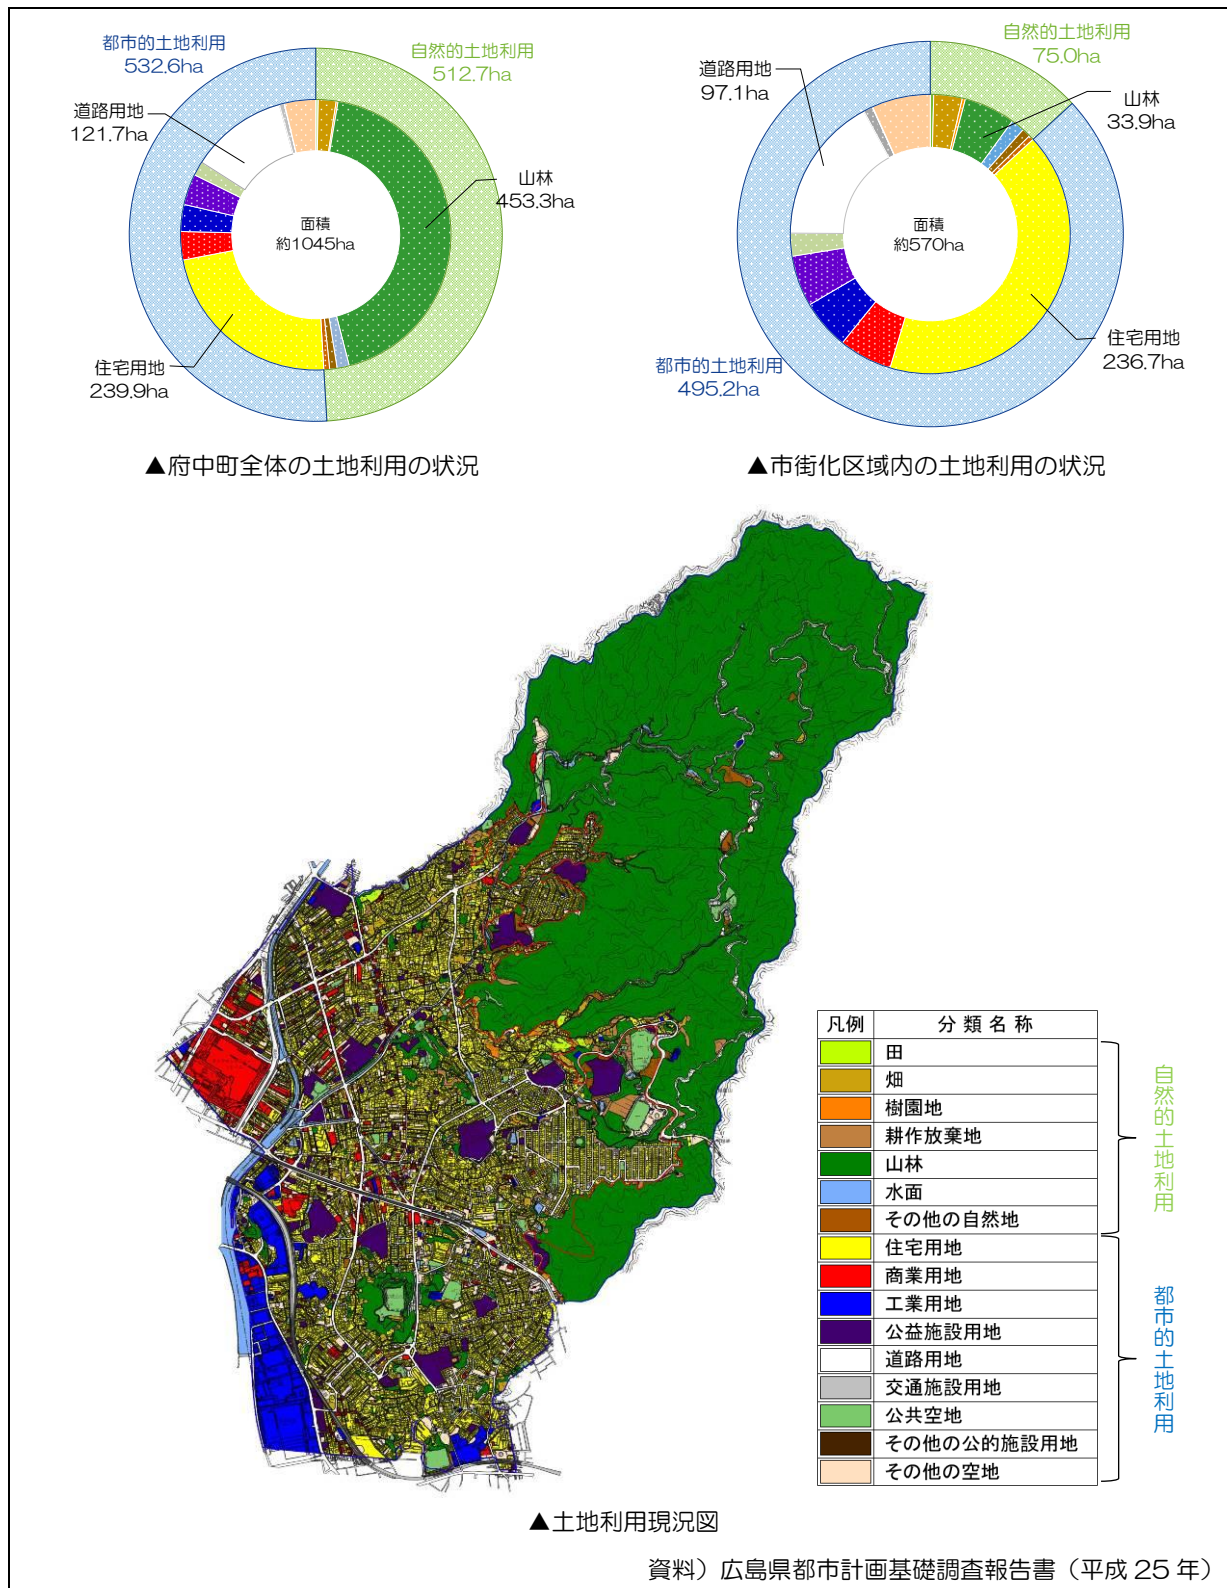 都市的土地利用
532.6ha
自然的土地利用
512.7ha
道路用地
121.7ha
山林
453.3ha
面積
約1045ha
住宅用地
239.9ha
▲府中町全体の土地利用の状況
自然的土地利用
75.0ha
道路用地
97.1ha
山林
33.9ha
面積
約570ha
住宅用地
236.7ha
都市的土地利用
495.2ha
▲市街化区域内の土地利用の状況
凡例 分類名称
田
畑
樹園地
耕作放棄地
山林
水面
その他の自然地
住宅用地
商業用地
工業用地
公益施設用地
道路用地
交通施設用地
公共空地
その他の公的施設用地
その他の空地
自然的土地利用
都市的土地利用
▲土地利用現況図
資料）広島県都市計画基礎調査報告書（平成 25 年）